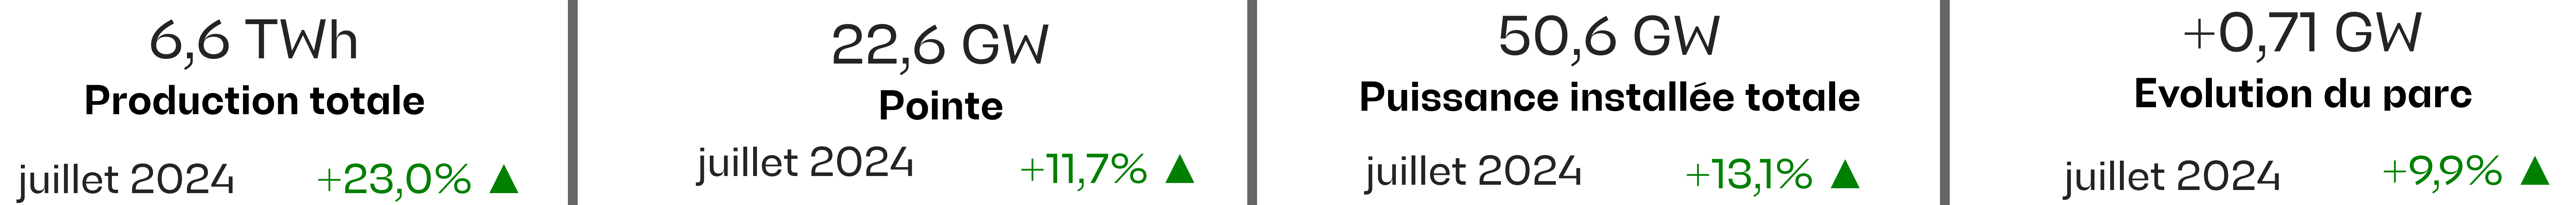 6,6 TWh
Production totale
juillet 2024 +23,0% ▲
22,6 GW
Pointe
juillet 2024 +11,7% ▲
50,6 GW
Puissance installée totale
juillet 2024 +13,1% ▲
+0,71 GW
Evolution du parc
juillet 2024 +9,9% ▲